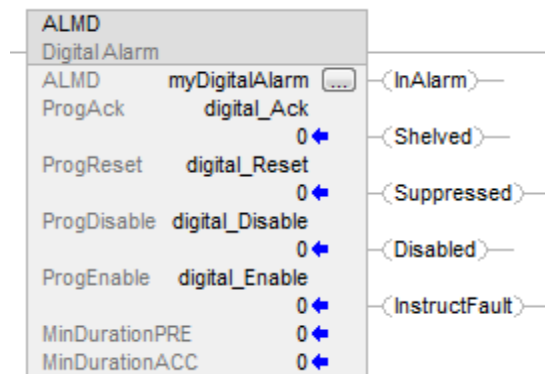 ALMD
Digital Alarm
ALMD myDigitalAlarm ... InAlarm
ProgAck digital_Ack
0 Shelved
ProgReset digital_Reset
0 Suppressed
ProgDisable digital_Disable
0 Disabled
ProgEnable digital_Enable
0 InstructFault
MinDurationPRE 0
MinDurationACC 0